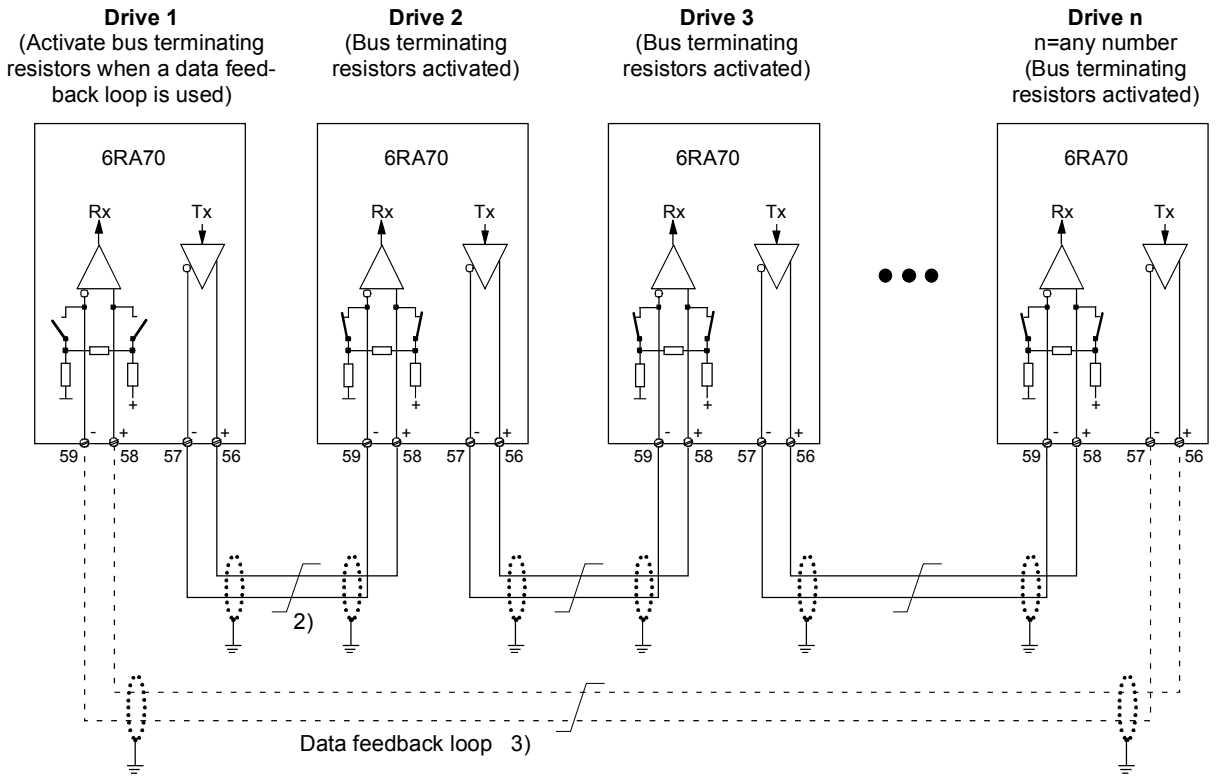 Drive 1
(Activate bus terminating
resistors when a data feed-
back loop is used)
Drive 2
(Bus terminating
resistors activated)
Drive 3
(Bus terminating
resistors activated)
Drive n
n=any number
(Bus terminating
resistors activated)
6RA70
6RA70
6RA70
6RA70
Rx Tx
Rx Tx
Rx Tx
Rx Tx
+
+
+
+
- + - +
- + - +
- + - +
- + - +
59 58 57 56
59 58 57 56
59 58 57 56
59 58 57 56
2)
Data feedback loop 3)